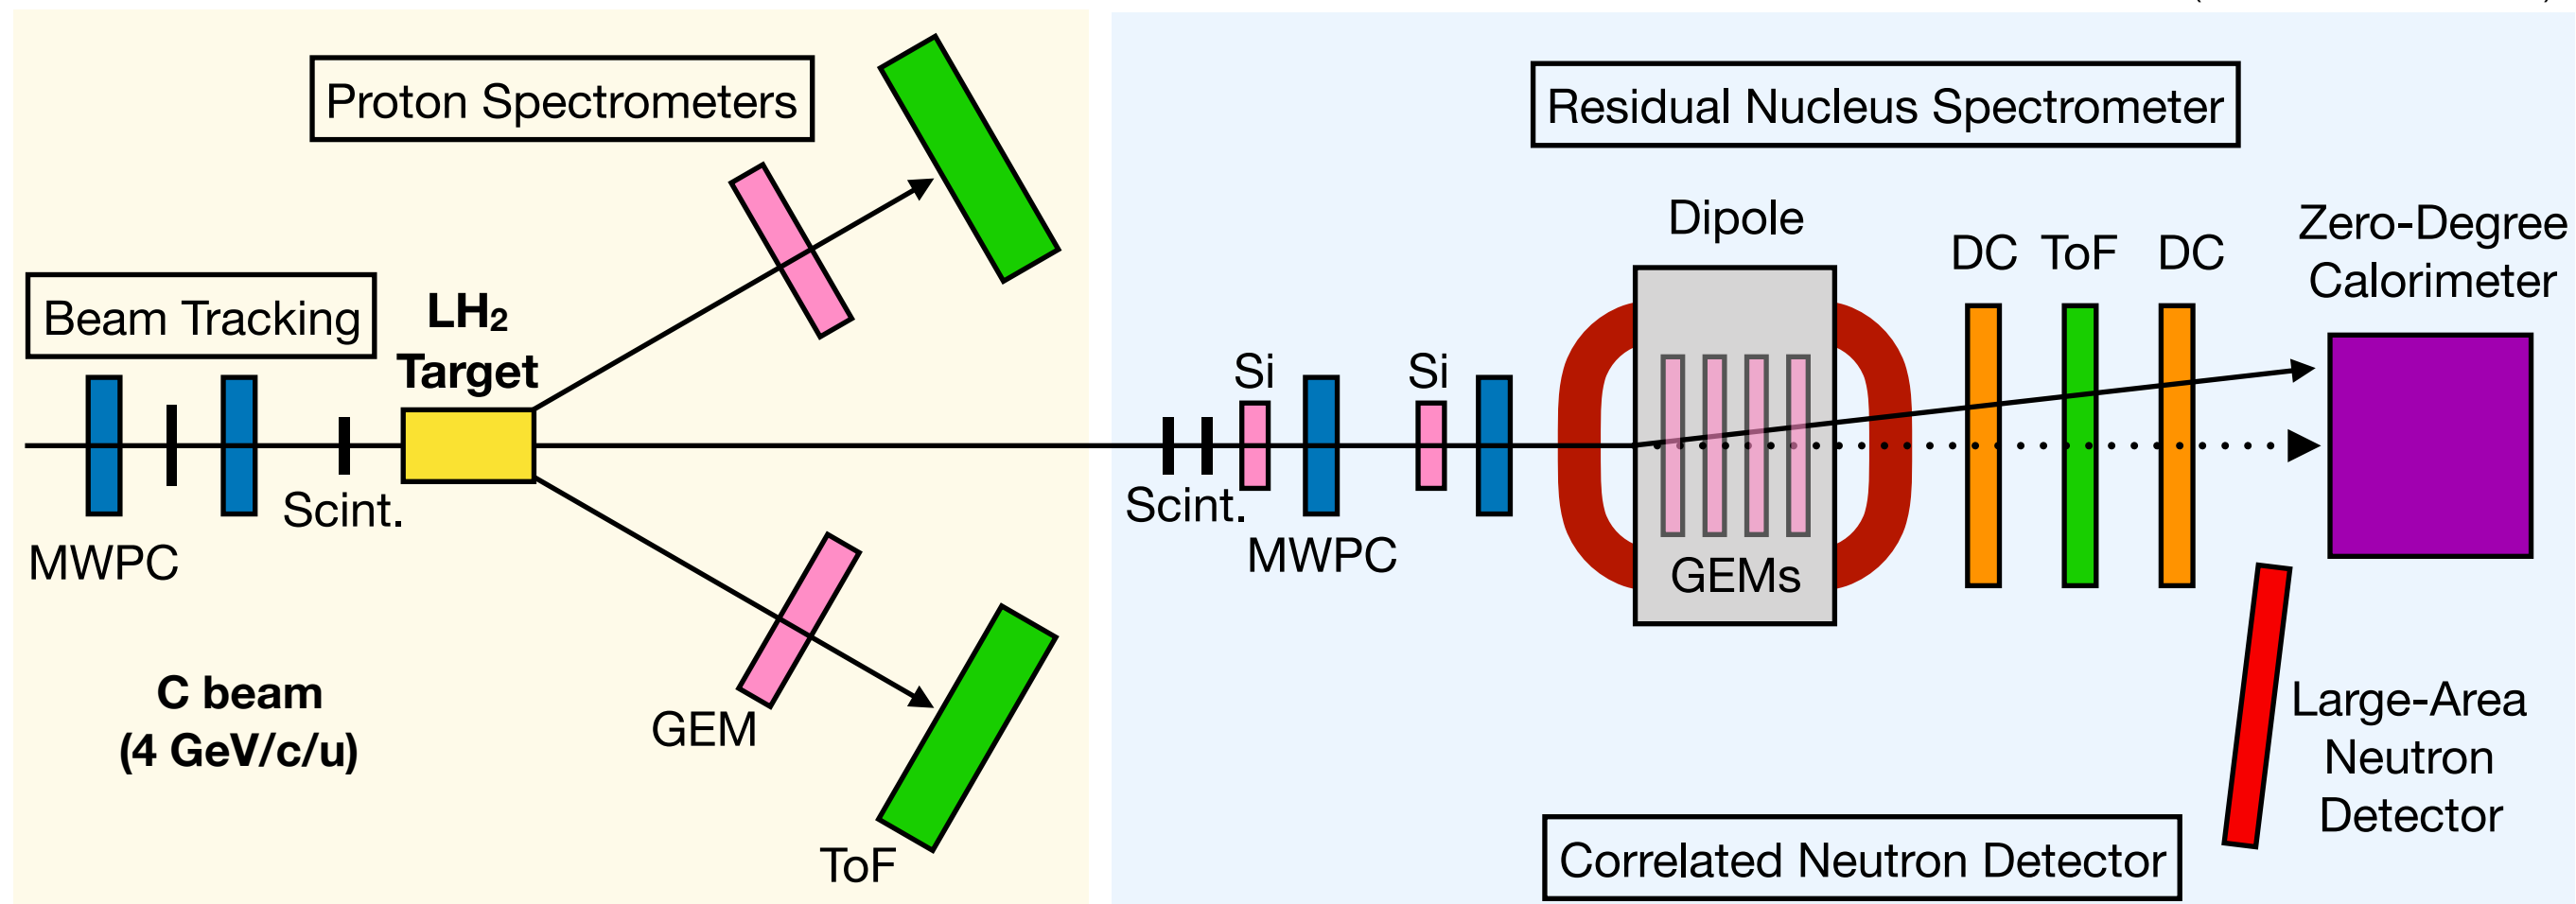 Proton Spectrometers
Beam Tracking
LH₂
Target
Scint.
MWPC
C beam
(4 GeV/c/u)
GEM
ToF
Residual Nucleus Spectrometer
Dipole
DC ToF DC
Zero-Degree
Calorimeter
Si
Si
Scint.
MWPC
GEMs
Large-Area
Neutron
Detector
Correlated Neutron Detector